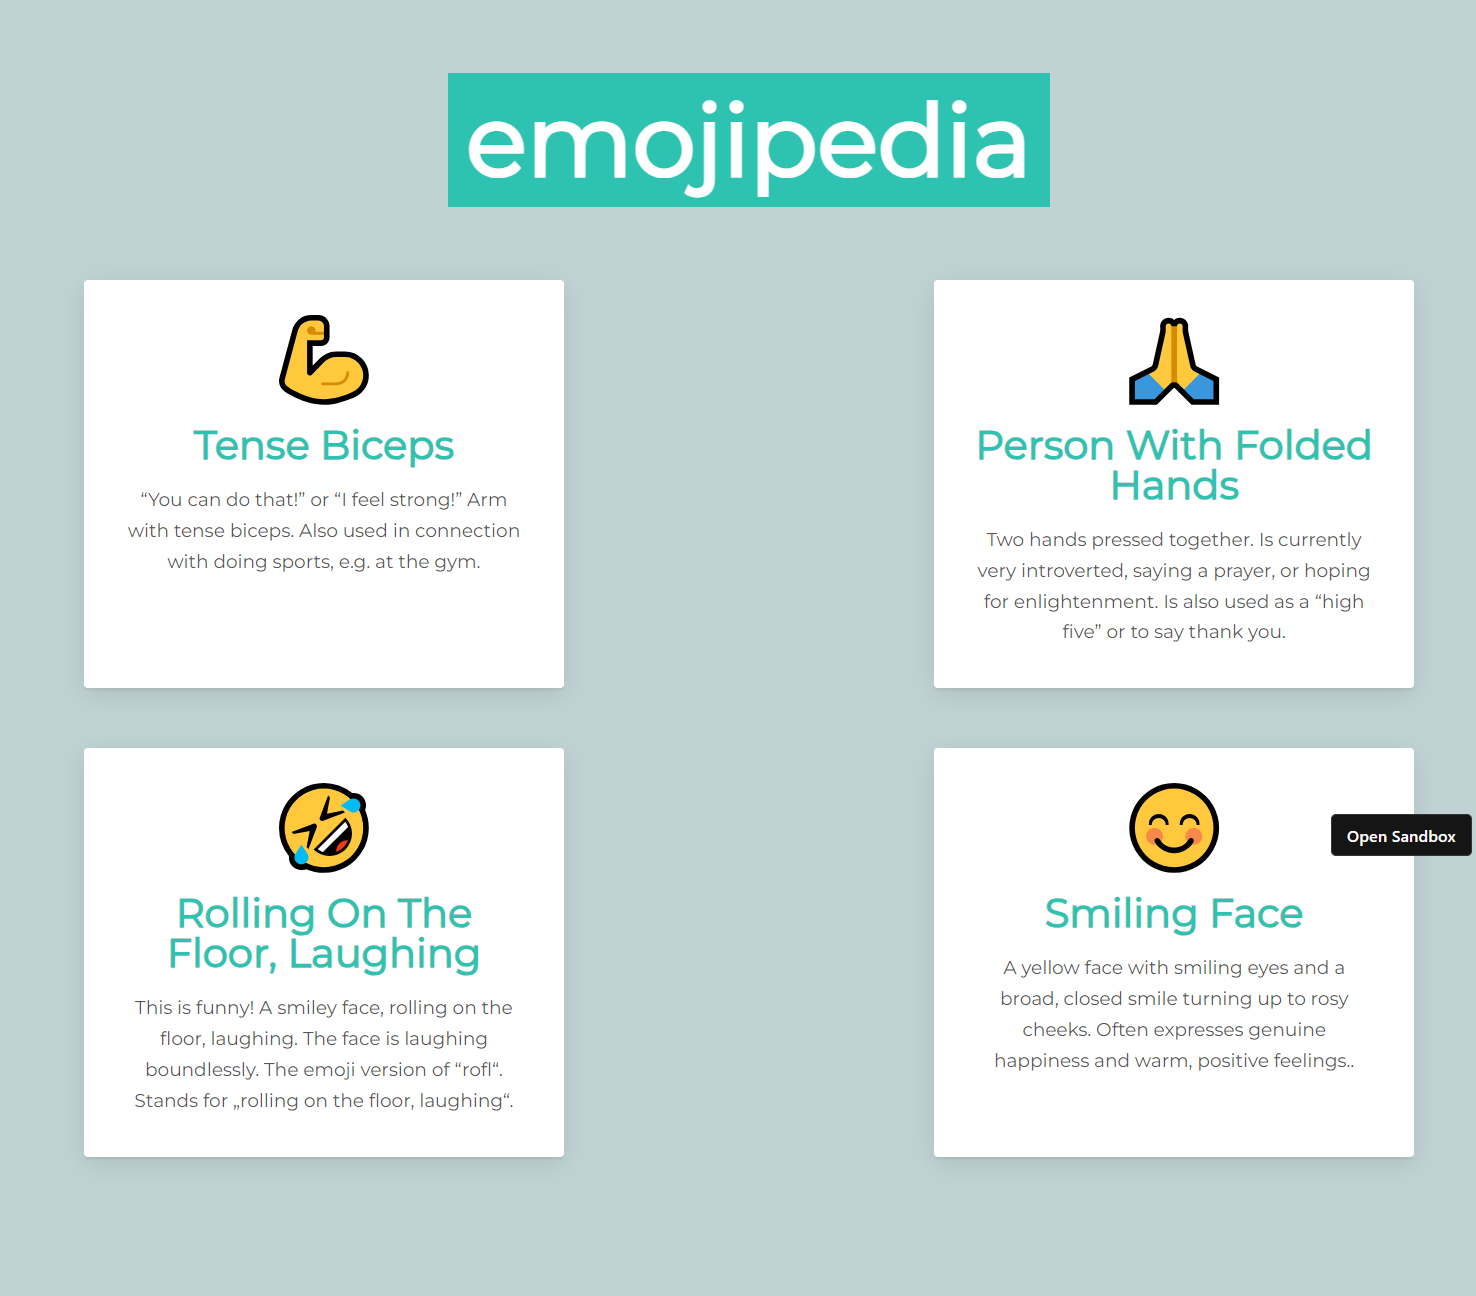 emojipedia
Tense Biceps
“You can do that!” or “I feel strong!” Arm
with tense biceps. Also used in connection
with doing sports, e.g. at the gym.
Person With Folded
Hands
Two hands pressed together. Is currently
very introverted, saying a prayer, or hoping
for enlightenment. Is also used as a “high
five” or to say thank you.
Rolling On The
Floor, Laughing
This is funny! A smiley face, rolling on the
floor, laughing. The face is laughing
boundlessly. The emoji version of “rofl“.
Stands for „rolling on the floor, laughing“.
Smiling Face
A yellow face with smiling eyes and a
broad, closed smile turning up to rosy
cheeks. Often expresses genuine
happiness and warm, positive feelings..
Open Sandbox